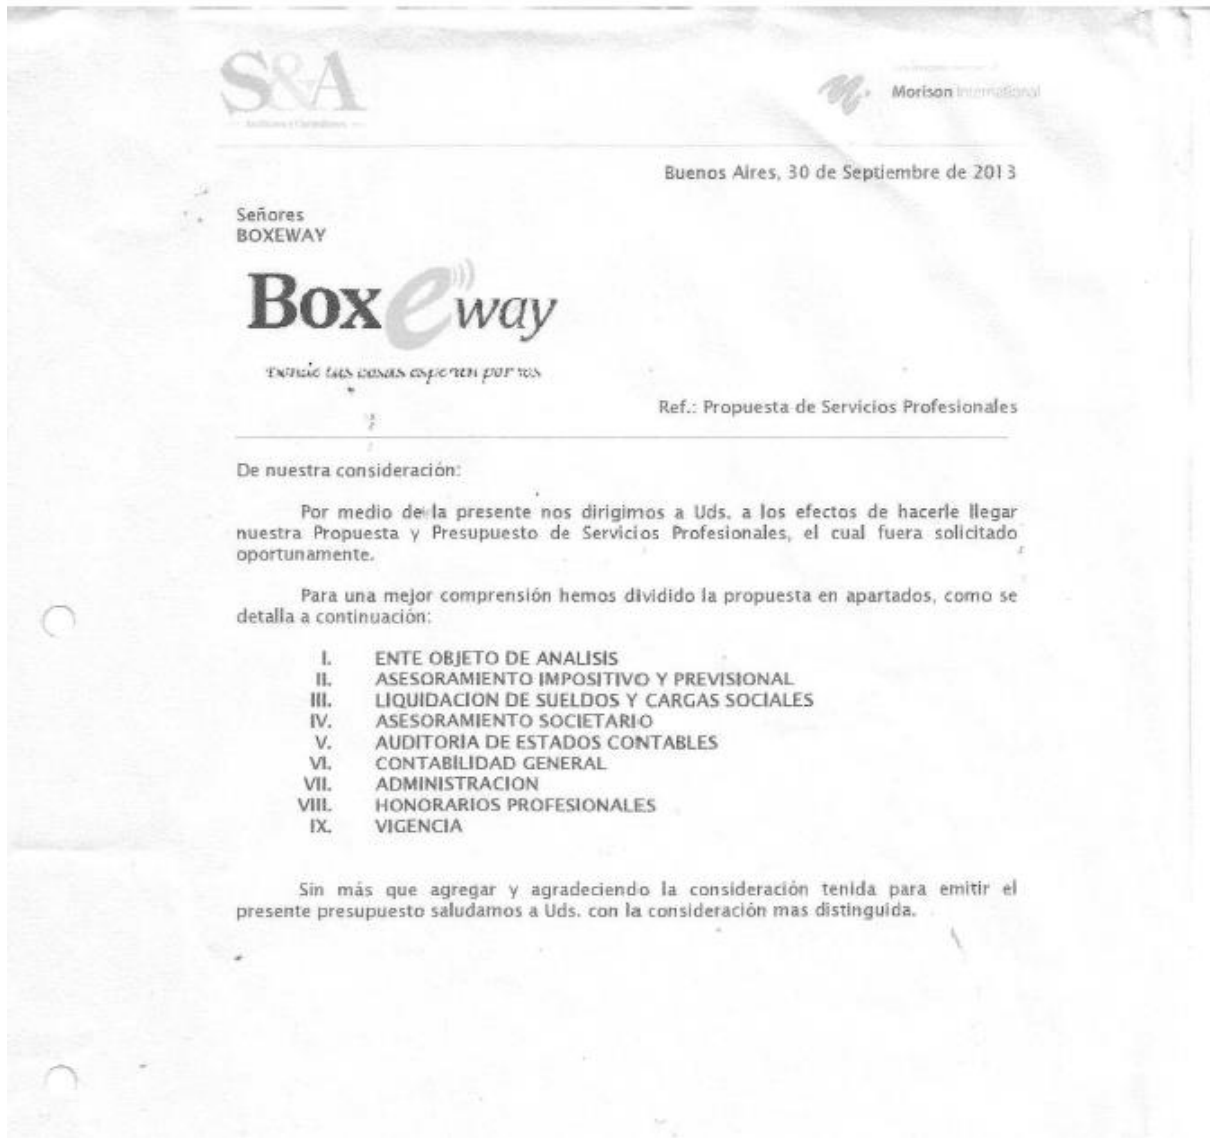 S&A
Morison International
Buenos Aires, 30 de Septiembre de 2013
Señores
BOXEWAY
Box e way
Ref.: Propuesta de Servicios Profesionales
De nuestra consideración:
Por medio de la presente nos dirigimos a Uds. a los efectos de hacerle llegar
nuestra Propuesta y Presupuesto de Servicios Profesionales, el cual fuera solicitado
oportunamente.
Para una mejor comprensión hemos dividido la propuesta en apartados, como se
detalla a continuación:
I. ENTE OBJETO DE ANALISIS
II. ASESORAMIENTO IMPOSITIVO Y PREVISIONAL
III. LIQUIDACION DE SUELDOS Y CARGAS SOCIALES
IV. ASESORAMIENTO SOCIETARIO
V. AUDITORIA DE ESTADOS CONTABLES
VI. CONTABILIDAD GENERAL
VII. ADMINISTRACION
VIII. HONORARIOS PROFESIONALES
IX. VIGENCIA
Sin más que agregar y agradeciendo la consideración tenida para emitir el
presente presupuesto saludamos a Uds. con la consideración mas distinguida.